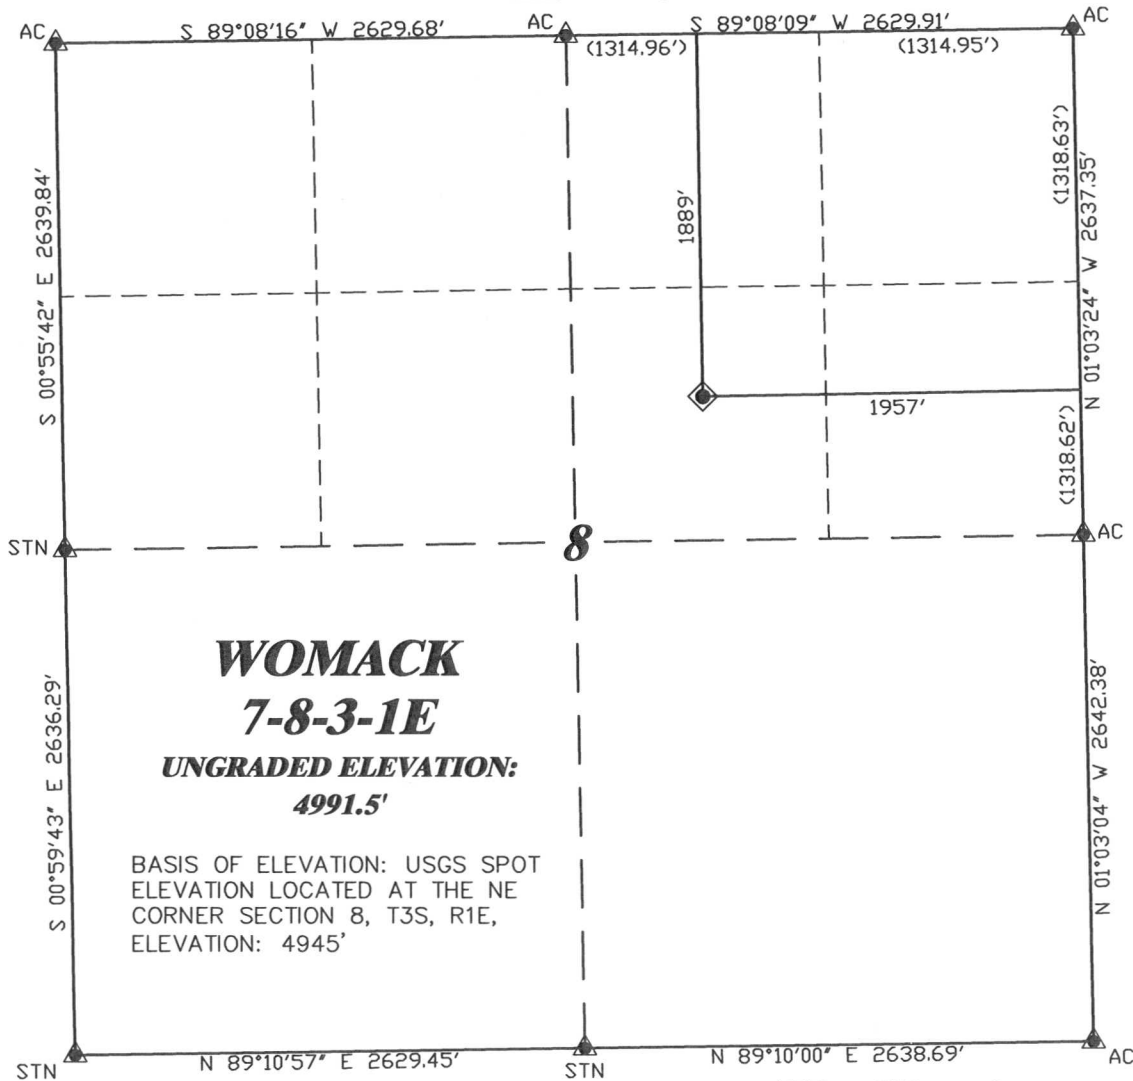 AC
S 89°08'16" W 2629.68'
AC
S 89°08'09" W 2629.91'
AC
(1314.96')
(1314.95')
(1318.63')
N 01°03'24" W 2637.35'
S 00°55'42" E 2639.84'
1889'
1957'
(1318.62')
STN
8
AC
WOMACK
7-8-3-1E
UNGRADED ELEVATION:
4991.5'
BASIS OF ELEVATION: USGS SPOT
ELEVATION LOCATED AT THE NE
CORNER SECTION 8, T3S, R1E,
ELEVATION: 4945'
S 00°59'43" E 2636.29'
N 01°03'04" W 2642.38'
STN
N 89°10'57" E 2629.45'
STN
N 89°10'00" E 2638.69'
AC